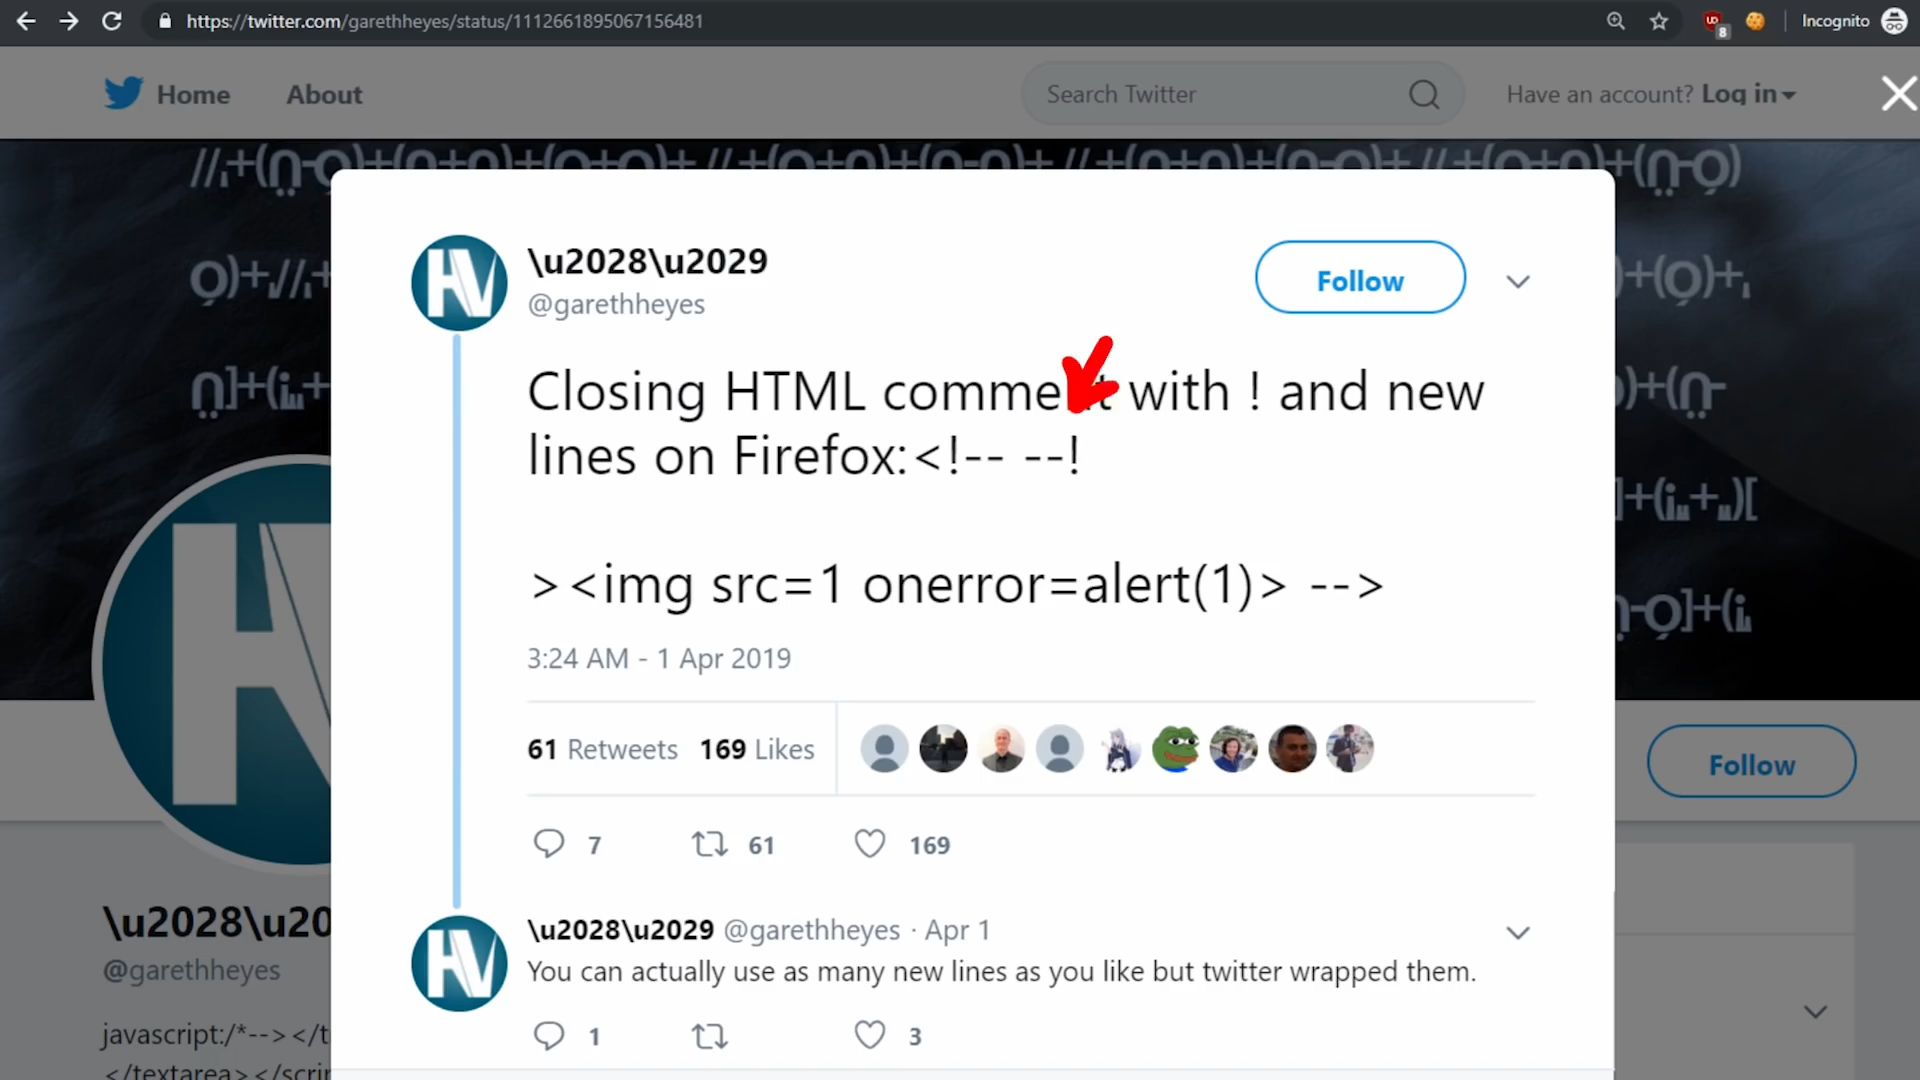 https://twitter.com/garethheyes/status/1112661895067156481
8
Incognito
Home
About
Search Twitter
Have an account? Log in
\u2028\u2029
@garethheyes
Follow
Closing HTML comment with ! and new
lines on Firefox:<!-- --!
><img src=1 onerror=alert(1)> -->
3:24 AM - 1 Apr 2019
61 Retweets 169 Likes
7 61 169
\u2028\u2029 @garethheyes · Apr 1
You can actually use as many new lines as you like but twitter wrapped them.
1 3
Follow
\u2028\u20
@garethheyes
javascript:/*--></t
</textarea></scrip